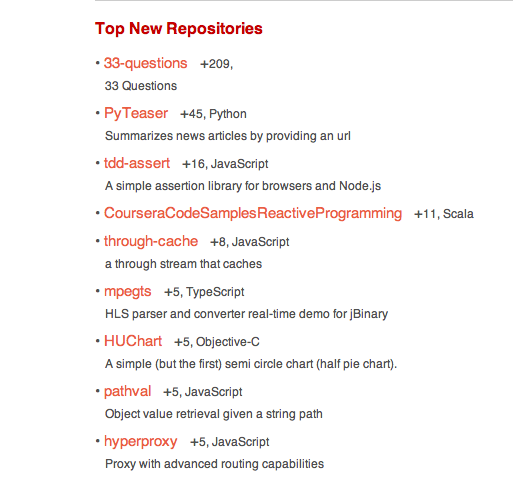 Top New Repositories
• 33-questions +209,
33 Questions
• PyTeaser +45, Python
Summarizes news articles by providing an url
• tdd-assert +16, JavaScript
A simple assertion library for browsers and Node.js
• CourseraCodeSamplesReactiveProgramming +11, Scala
• through-cache +8, JavaScript
a through stream that caches
• mpegts +5, TypeScript
HLS parser and converter real-time demo for jBinary
• HUChart +5, Objective-C
A simple (but the first) semi circle chart (half pie chart).
• pathval +5, JavaScript
Object value retrieval given a string path
• hyperproxy +5, JavaScript
Proxy with advanced routing capabilities